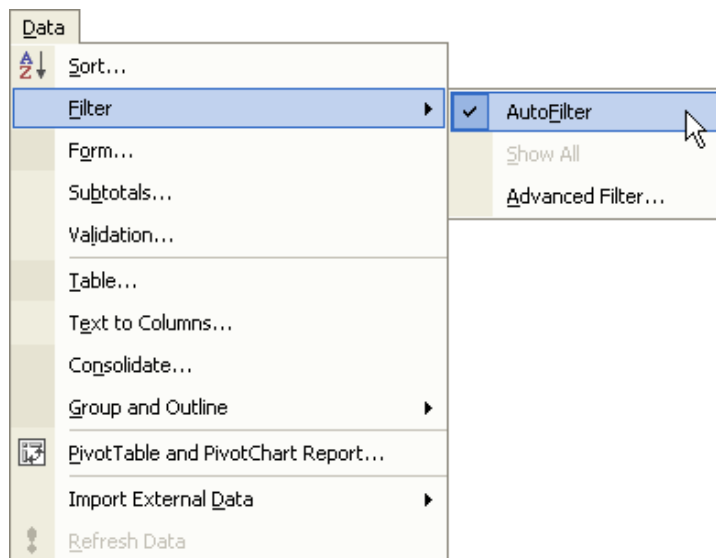 Data
Sort...
Filter
AutoFilter
Form...
Show All
Subtotals...
Advanced Filter...
Validation...
Table...
Text to Columns...
Consolidate...
Group and Outline
PivotTable and PivotChart Report...
Import External Data
Refresh Data